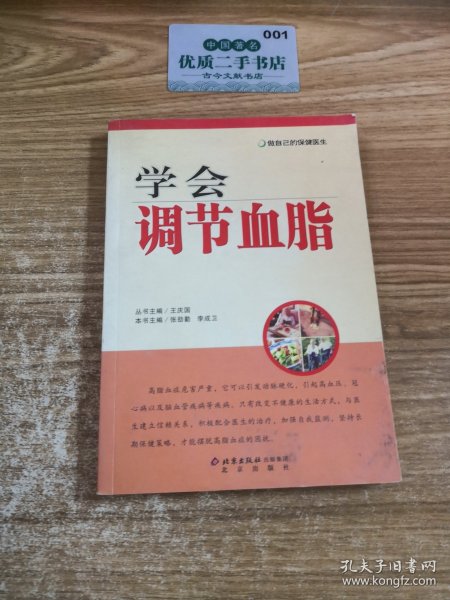 001
中国著名
优质二手书店
古今文献书店
做自己的保健医生
学会
调节血脂
丛书主编／王庆国
本书主编／张勋勤 李成卫
高脂血症危害严重，它可以引发动脉硬化，引起高血压、冠
心病以及脑血管疾病等疾病。只有改变不健康的生活方式，与医
生建立信赖关系，积极配合医生的治疗，加强自我监测，坚持长
期保健策略，才能摆脱高脂血症的困扰。
北京出版社出版集团
北京出版社
孔夫子旧书网
www.kongfz.com